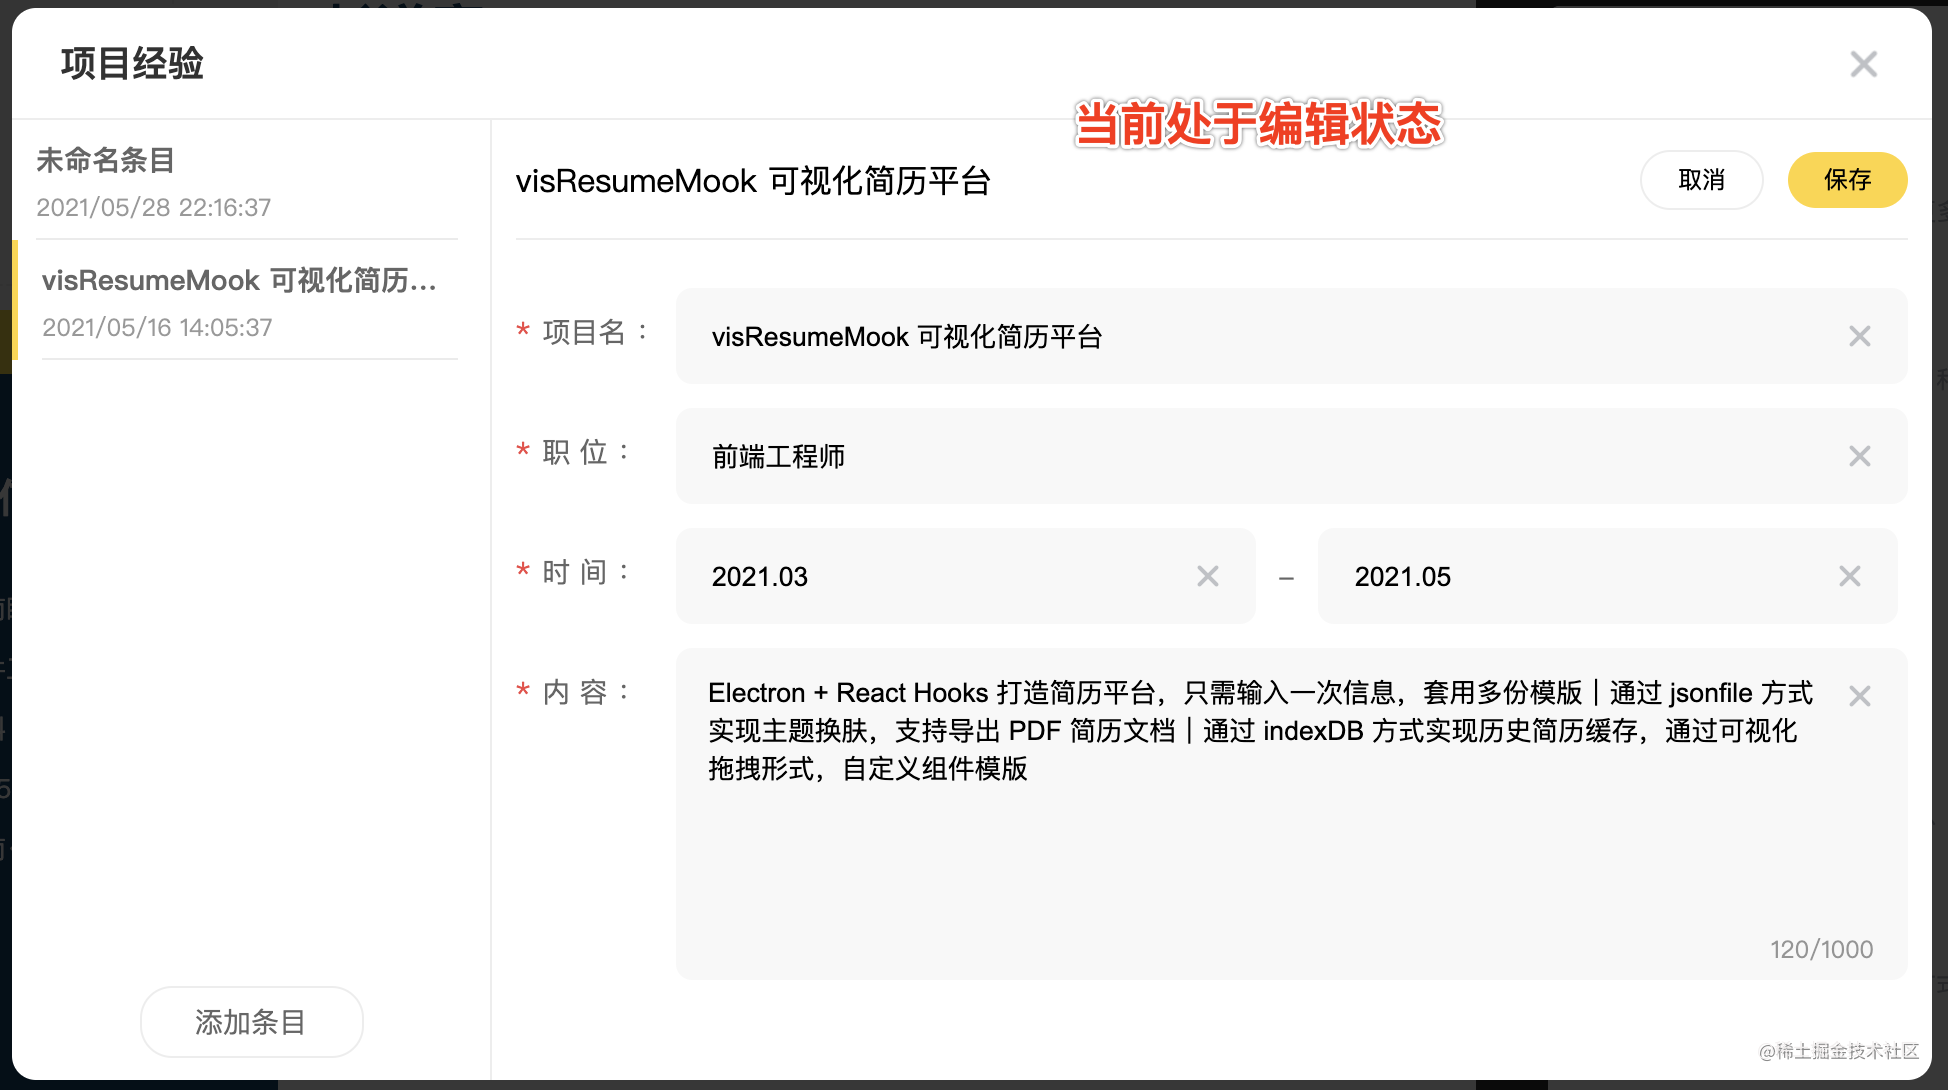 项目经验
当前处于编辑状态
未命名条目
2021/05/28 22:16:37
visResumeMook 可视化简历...
2021/05/16 14:05:37
添加条目
visResumeMook 可视化简历平台
取消
保存
* 项目名：
visResumeMook 可视化简历平台
* 职 位：
前端工程师
* 时 间：
2021.03 – 2021.05
* 内 容：
Electron + React Hooks 打造简历平台，只需输入一次信息，套用多份模版｜通过 jsonfile 方式
实现主题换肤，支持导出 PDF 简历文档｜通过 indexDB 方式实现历史简历缓存，通过可视化
拖拽形式，自定义组件模版
120/1000
@稀土掘金技术社区